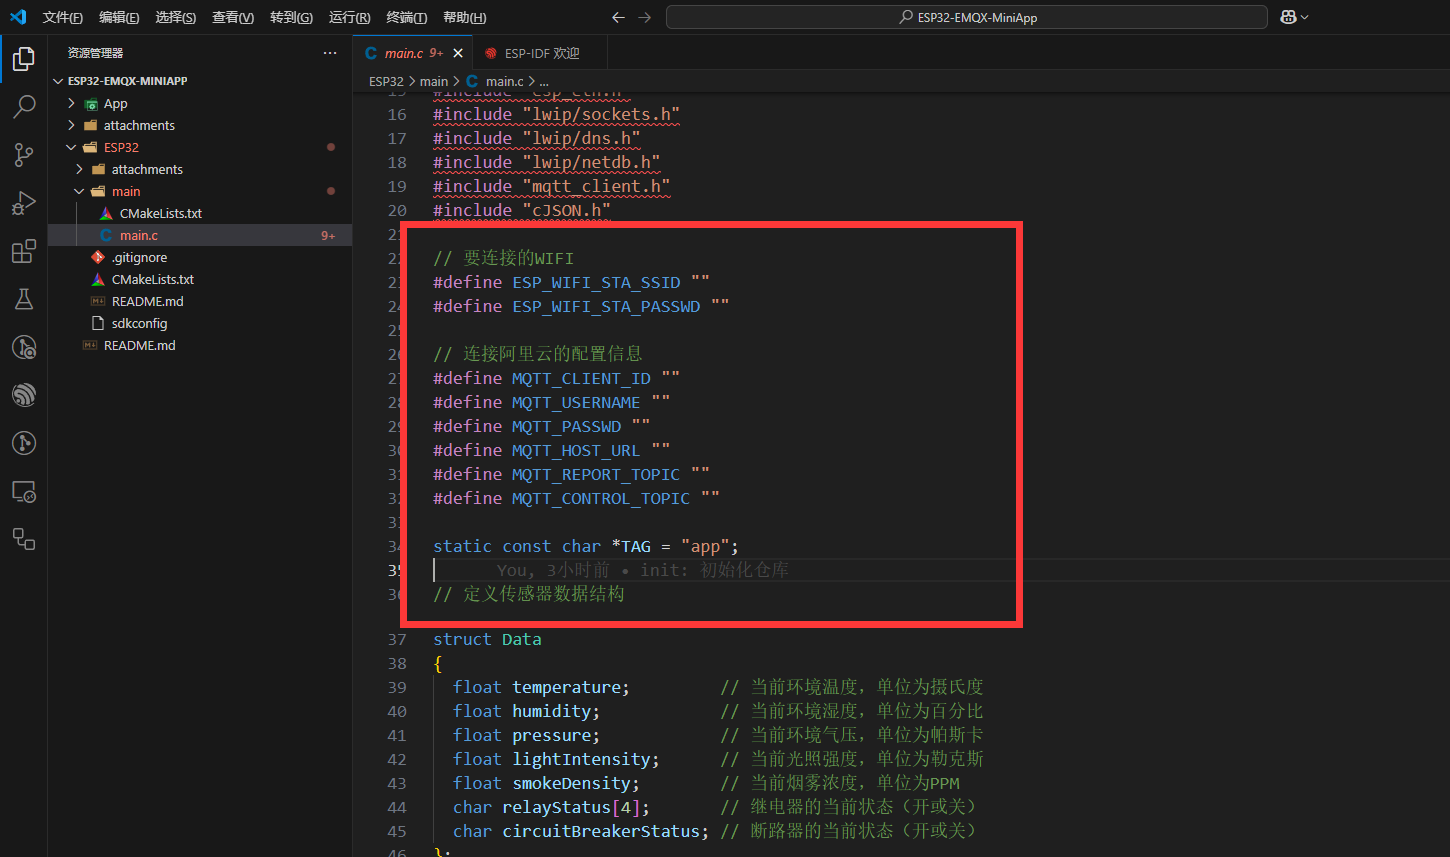 文件(F) 编辑(E) 选择(S) 查看(V) 转到(G) 运行(R) 终端(T) 帮助(H) ESP32-EMQX-MiniApp
资源管理器 ...
ESP32-EMQX-MINIAPP
App
attachments
ESP32
attachments
main
CMakeLists.txt
main.c 9+
.gitignore
CMakeLists.txt
README.md
sdkconfig
README.md
main.c 9+ ESP-IDF 欢迎
ESP32 > main > C main.c > ...
15 #include "esp_eth.h"
16 #include "lwip/sockets.h"
17 #include "lwip/dns.h"
18 #include "lwip/netdb.h"
19 #include "mqtt_client.h"
20 #include "cJSON.h"
21
22 // 要连接的WIFI
23 #define ESP_WIFI_STA_SSID ""
24 #define ESP_WIFI_STA_PASSWD ""
25
26 // 连接阿里云的配置信息
27 #define MQTT_CLIENT_ID ""
28 #define MQTT_USERNAME ""
29 #define MQTT_PASSWD ""
30 #define MQTT_HOST_URL ""
31 #define MQTT_REPORT_TOPIC ""
32 #define MQTT_CONTROL_TOPIC ""
33
34 static const char *TAG = "app";
35 You, 3小时前 • init: 初始化仓库
36 // 定义传感器数据结构
37 struct Data
38 {
39 float temperature; // 当前环境温度，单位为摄氏度
40 float humidity; // 当前环境湿度，单位为百分比
41 float pressure; // 当前环境气压，单位为帕斯卡
42 float lightIntensity; // 当前光照强度，单位为勒克斯
43 float smokeDensity; // 当前烟雾浓度，单位为PPM
44 char relayStatus[4]; // 继电器的当前状态（开或关）
45 char circuitBreakerStatus; // 断路器的当前状态（开或关）
46 };